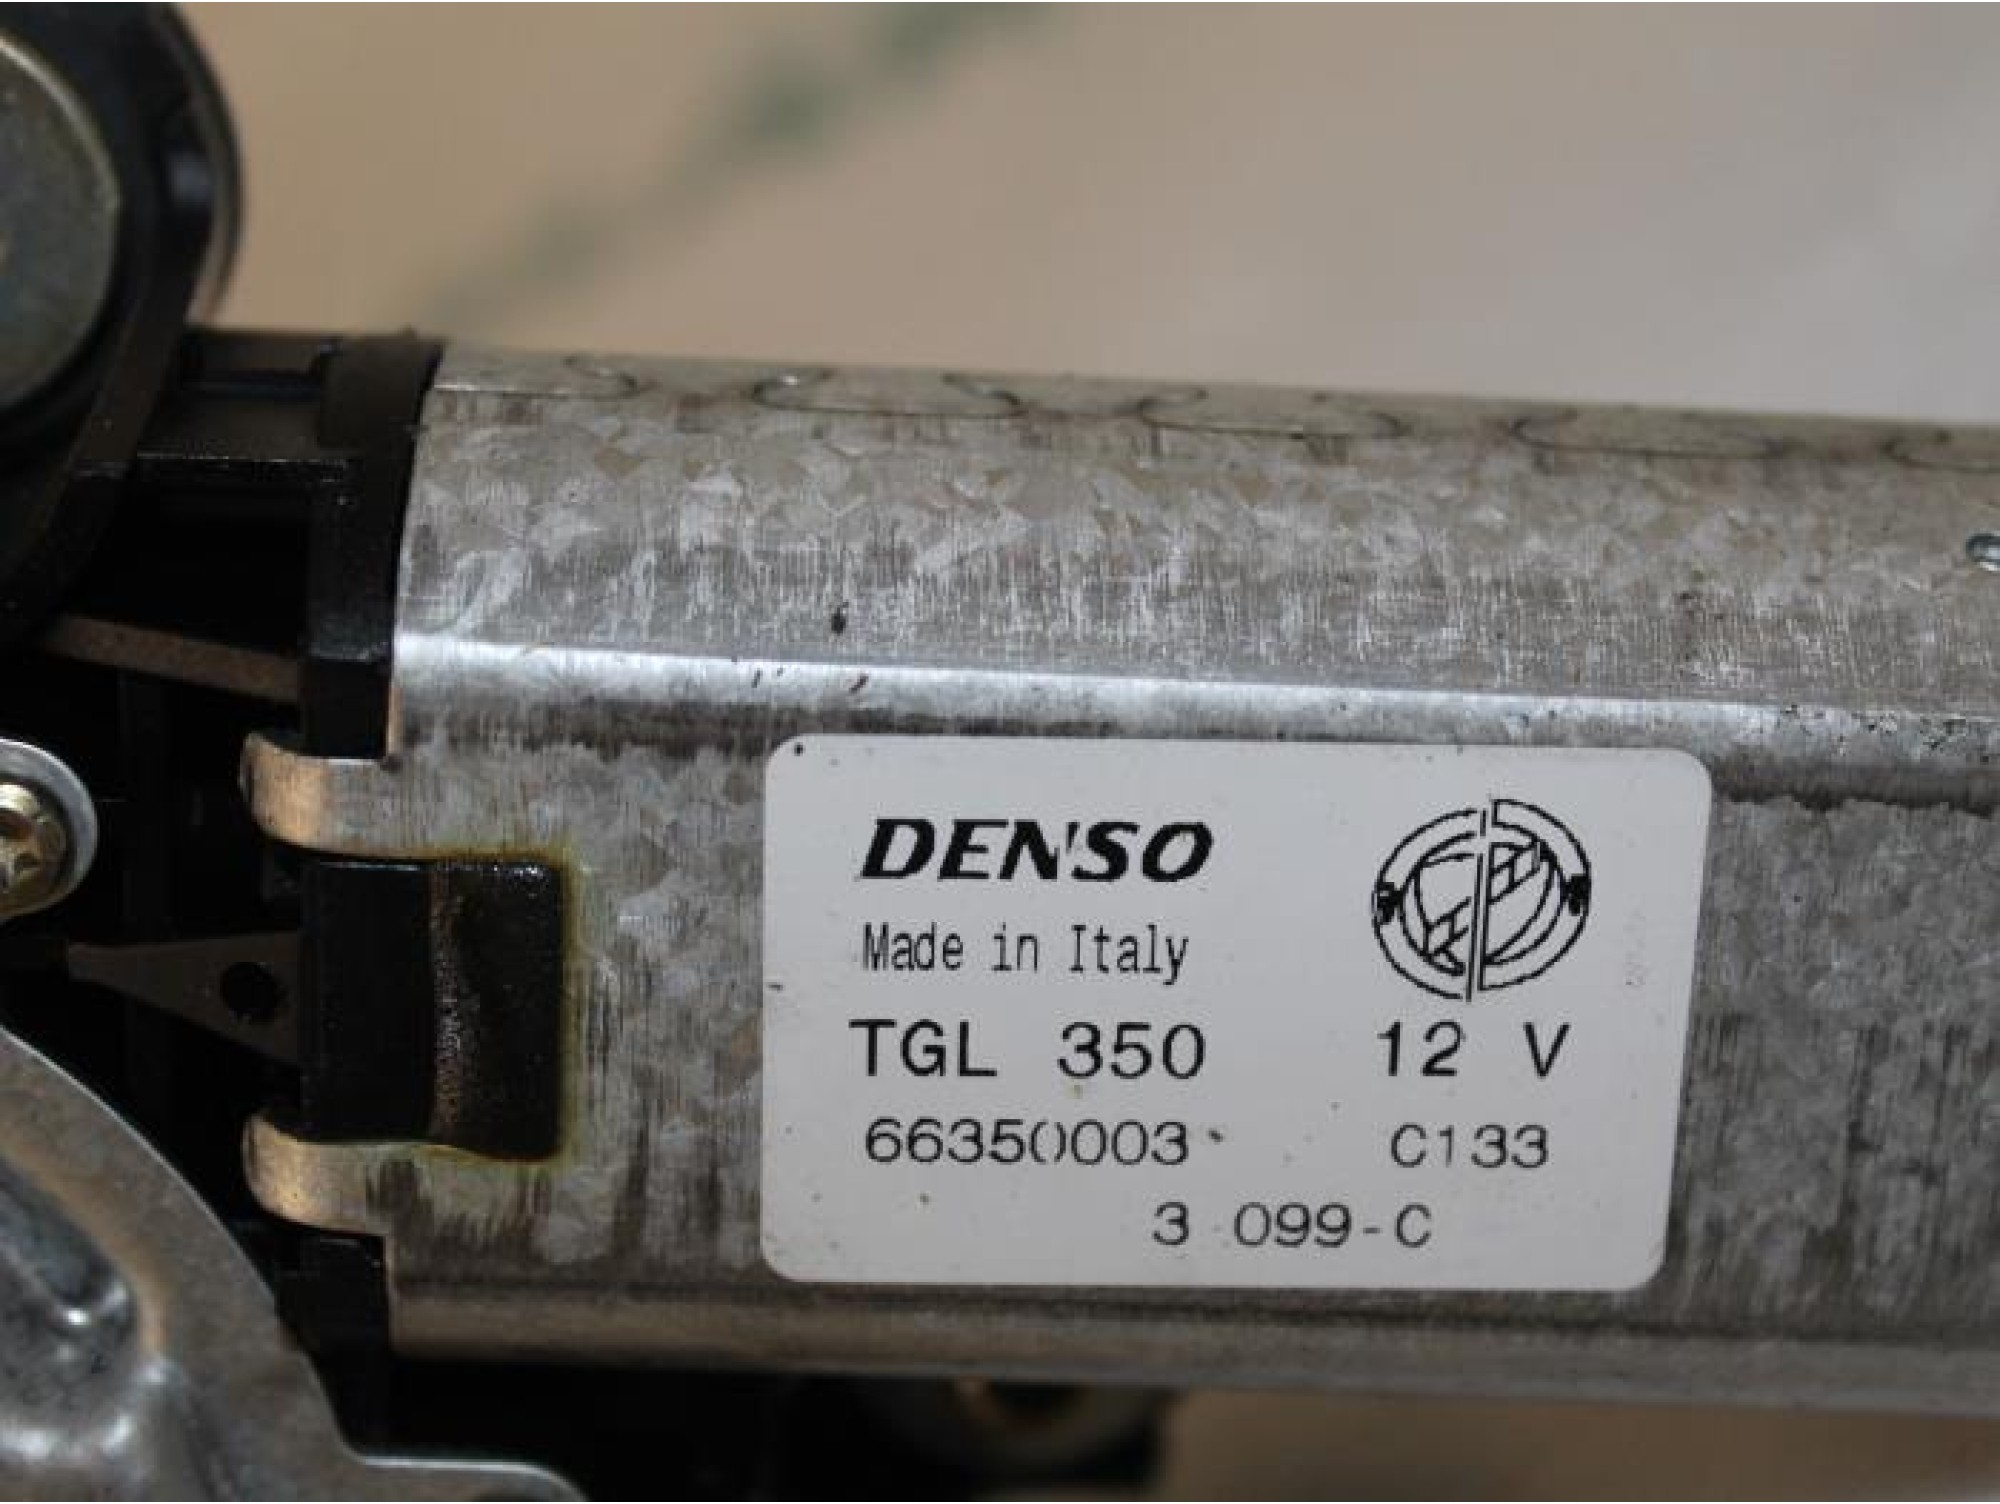 DENSO
Made in Italy
TGL 350 12 V
66350003 C133
3 099-C